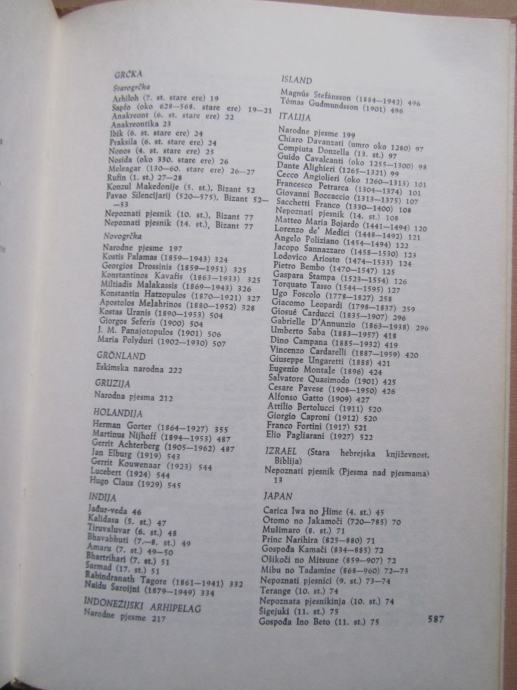 GRČKA
Starogrčka
Arhiloh (7. st. stare ere) 19
Sapfo (oko 628—568. stare ere) 19—21
Anakreont (6. st. stare ere) 22
Anakreontika 23
Ibik (6. st. stare ere) 24
Praksila (6. st. stare ere) 24
Nonos (4. st. stare ere) 25
Nosida (oko 330. stare ere) 26
Meleagar (130—60. stare ere) 26—27
Rufin (1. st.) 27—28
Konzul Makedonije (5. st.), Bizant 52
Pavao Silencijarij (520—575), Bizant 52—
—53
Nepoznati pjesnik (10. st.), Bizant 77
Nepoznati pjesnik (14. st.), Bizant 77
Novogrčka
Narodne pjesme 197
Kostis Palamas (1859—1943) 324
Georgios Drossinis (1859—1951) 325
Konstantinos Kavafis (1863—1933) 325
Miltiadis Malakassis (1869—1943) 326
Konstantin Hatzopulos (1870—1921) 327
Apostolos Melahrinos (1880—1952) 328
Kostas Uranis (1890—1953) 504
Giorgos Seferis (1900) 504
J. M. Panajotopulos (1901) 506
Maria Polyduri (1902—1930) 507
GRÖNLAND
Eskimska narodna 222
GRUZIJA
Narodna pjesma 212
HOLANDIJA
Herman Gorter (1864—1927) 355
Martinus Nijhoff (1894—1953) 487
Gerrit Achterberg (1905—1962) 487
Jan Elburg (1919) 543
Gerrit Kouwenaar (1923) 544
Lucebert (1924) 544
Hugo Claus (1929) 545
INDIJA
Jađur-veda 46
Kalidasa (5. st.) 47
Tiruvaluvar (6. st.) 48
Bhavabhuti (7.—8. st.) 49
Amaru (7. st.) 49—50
Bhartrihari (7. st.) 51
Sarmad (17. st.) 51
Rabindranath Tagore (1861—1941) 332
Naidu Saroijni (1879—1949) 334
INDONEZIJSKI ARHIPELAG
Narodne pjesme 217
ISLAND
Magnús Stefánsson (1884—1942) 496
Tómas Guðmundsson (1901) 496
ITALIJA
Narodne pjesme 199
Chiaro Davanzati (umro oko 1280) 97
Compiuta Donzella (13. st.) 97
Guido Cavalcanti (oko 1255—1300) 98
Dante Alighieri (1265—1321) 99
Cecco Angiolieri (oko 1260—1313) 101
Francesco Petrarca (1304—1374) 101
Giovanni Boccaccio (1313—1375) 107
Sacchetti Franco (1330—1400) 108
Nepoznati pjesnik (14. st.) 108
Matteo Maria Bojardo (1441—1494) 120
Lorenzo de' Medici (1448—1492) 121
Angelo Poliziano (1454—1494) 122
Jacopo Sannazzaro (1458—1530) 123
Lodovico Ariosto (1474—1533) 124
Pietro Bembo (1470—1547) 125
Gaspara Stampa (1523—1554) 126
Torquato Tasso (1544—1595) 127
Ugo Foscolo (1778—1827) 258
Giacomo Leopardi (1798—1837) 259
Giosué Carducci (1835—1907) 296
Gabrielle D'Annunzio (1863—1938) 296
Umberto Saba (1883—1957) 418
Dino Campana (1885—1932) 419
Vincenzo Cardarelli (1887—1959) 420
Giuseppe Ungaretti (1888) 421
Eugenio Montale (1896) 424
Salvatore Quasimodo (1901) 425
Cesare Pavese (1908—1950) 426
Alfonso Gatto (1909) 427
Attilio Bertolucci (1911) 520
Giorgio Caproni (1912) 520
Franco Fortini (1917) 521
Elio Pagliarani (1927) 522
IZRAEL (Stara hebrejska književnost,
Biblija)
Nepoznati pjesnik (Pjesma nad pjesmama)
13
JAPAN
Carica Iwa no Hime (4. st.) 45
Otomo no Jakamoči (720—785) 70
Mušimaro (8. st.) 71
Princ Narihira (825—880) 71
Gospođa Kamači (834—885) 72
Ošikoči no Mitsune (859—907) 72
Mibu no Tadamine (868—960) 72—73
Nepoznati pjesnici (9. st.) 73—74
Terange (10. st.) 74
Nepoznata pjesnikinja (10. st.) 74
Šigejuki (11. st.) 75
Gospođa Ino Beto (11. st.) 75
587